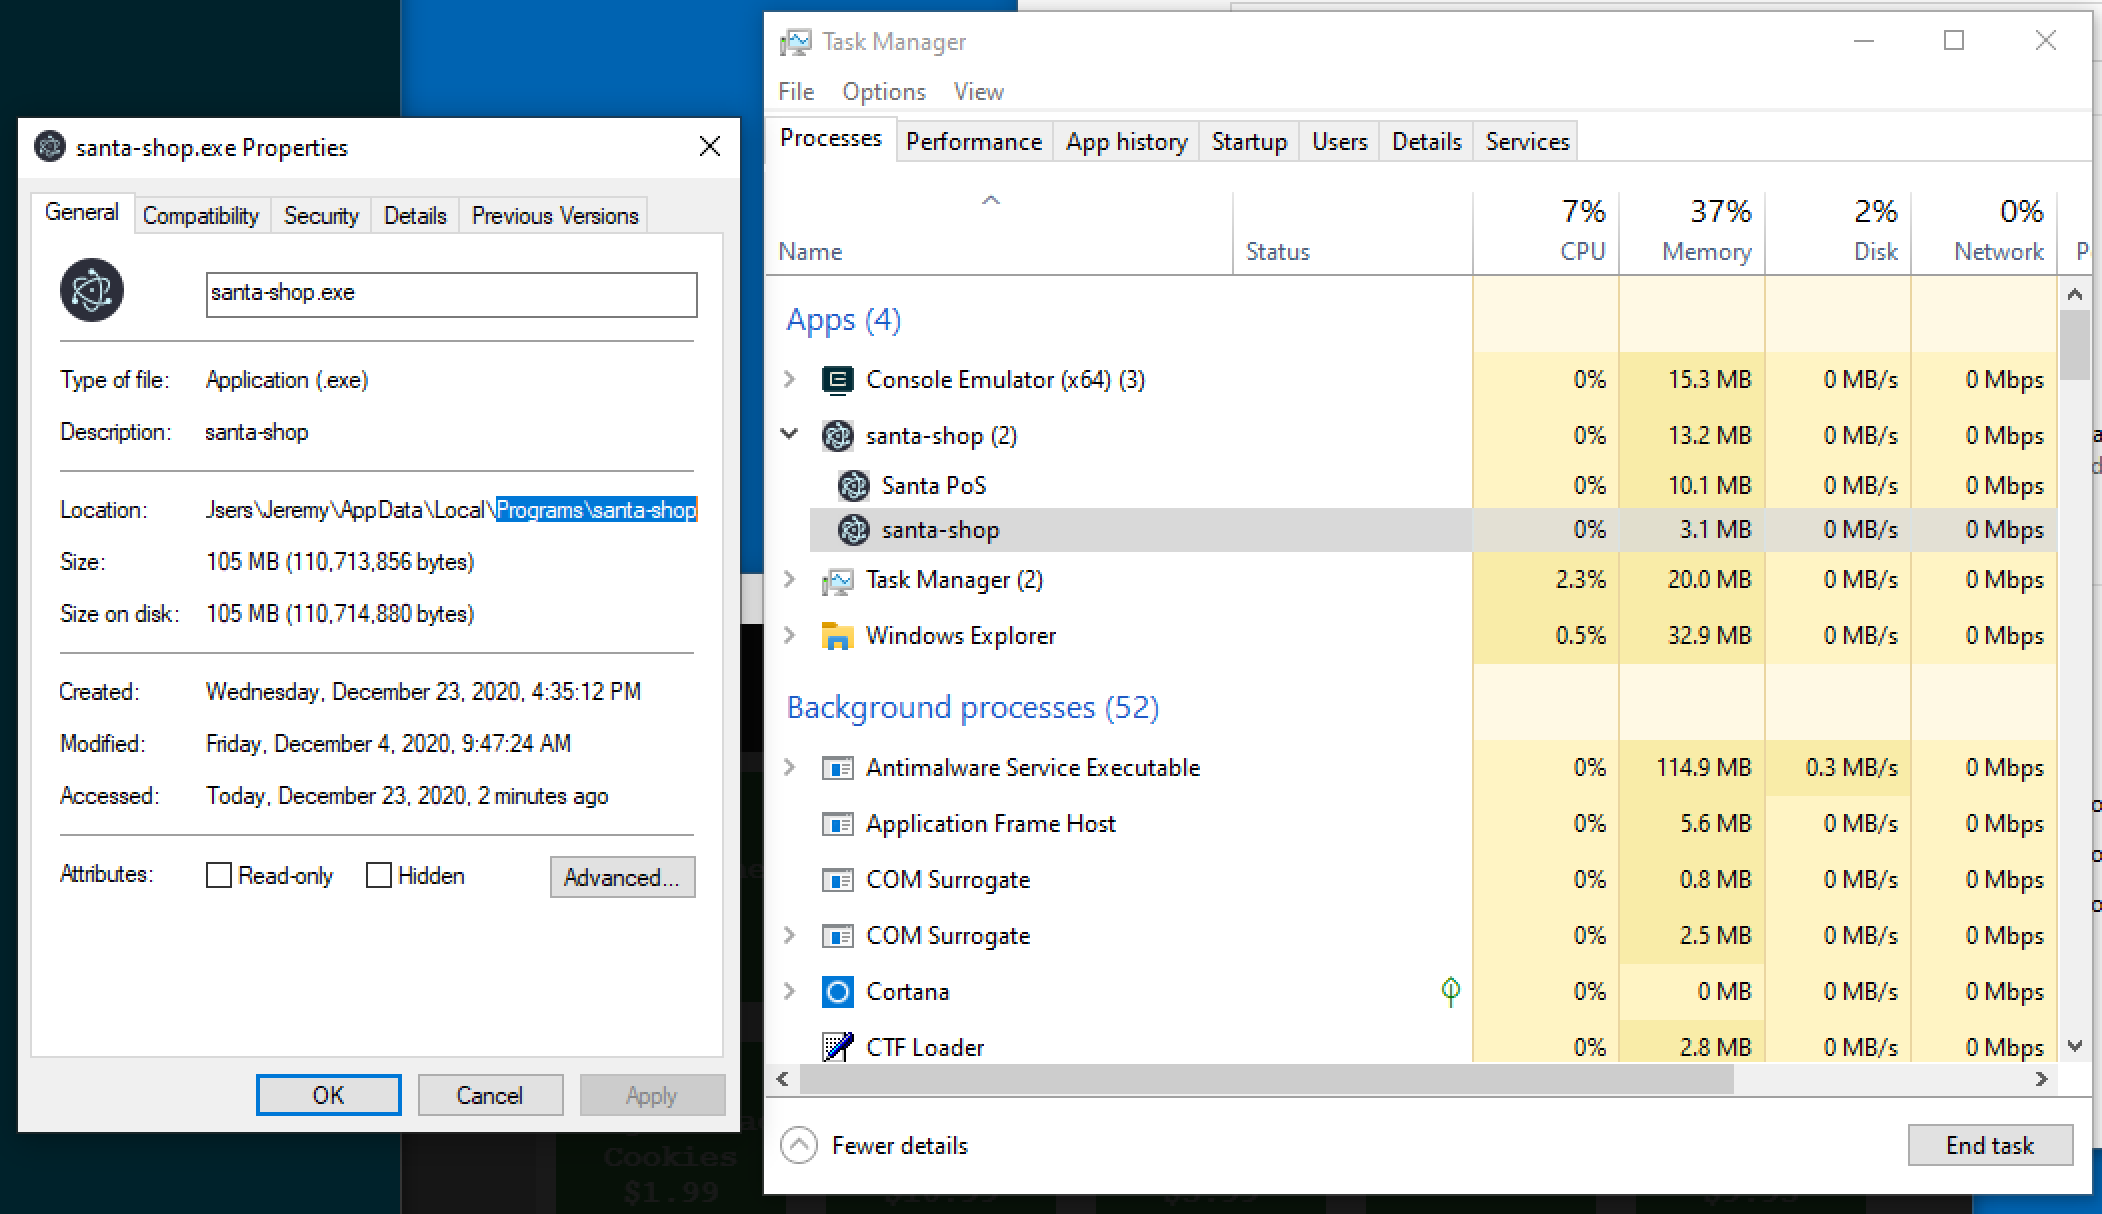 santa-shop.exe Properties
General Compatibility Security Details Previous Versions
santa-shop.exe
Type of file: Application (.exe)
Description: santa-shop
Location: Jsers\Jeremy\AppData\Local\Programs\santa-shop
Size: 105 MB (110,713,856 bytes)
Size on disk: 105 MB (110,714,880 bytes)
Created: Wednesday, December 23, 2020, 4:35:12 PM
Modified: Friday, December 4, 2020, 9:47:24 AM
Accessed: Today, December 23, 2020, 2 minutes ago
Attributes: Read-only Hidden Advanced...
OK Cancel Apply
Cookies
$1.99
Task Manager
File Options View
Processes Performance App history Startup Users Details Services
7% 37% 2% 0%
Name Status CPU Memory Disk Network P
Apps (4)
Console Emulator (x64) (3) 0% 15.3 MB 0 MB/s 0 Mbps
santa-shop (2) 0% 13.2 MB 0 MB/s 0 Mbps
Santa PoS 0% 10.1 MB 0 MB/s 0 Mbps
santa-shop 0% 3.1 MB 0 MB/s 0 Mbps
Task Manager (2) 2.3% 20.0 MB 0 MB/s 0 Mbps
Windows Explorer 0.5% 32.9 MB 0 MB/s 0 Mbps
Background processes (52)
Antimalware Service Executable 0% 114.9 MB 0.3 MB/s 0 Mbps
Application Frame Host 0% 5.6 MB 0 MB/s 0 Mbps
COM Surrogate 0% 0.8 MB 0 MB/s 0 Mbps
COM Surrogate 0% 2.5 MB 0 MB/s 0 Mbps
Cortana 0% 0 MB 0 MB/s 0 Mbps
CTF Loader 0% 2.8 MB 0 MB/s 0 Mbps
Fewer details End task